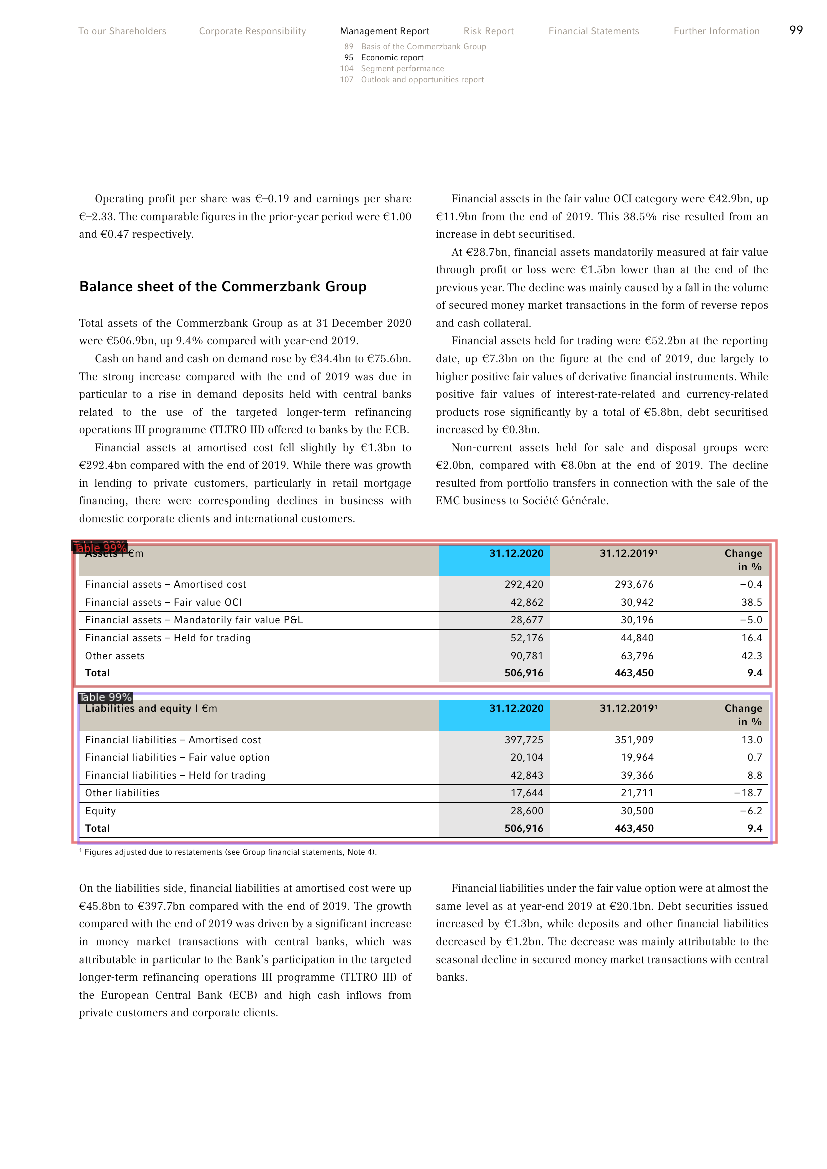 To our Shareholders Corporate Responsibility Management Report Risk Report Financial Statements Further Information 99
89 Basis of the Commerzbank Group
95 Economic report
104 Segment performance
107 Outlook and opportunities report
Operating profit per share was €–0.19 and earnings per share
€–2.33. The comparable figures in the prior-year period were €1.00
and €0.47 respectively.
Balance sheet of the Commerzbank Group
Total assets of the Commerzbank Group as at 31 December 2020
were €506.9bn, up 9.4% compared with year-end 2019.
Cash on hand and cash on demand rose by €34.4bn to €75.6bn.
The strong increase compared with the end of 2019 was due in
particular to a rise in demand deposits held with central banks
related to the use of the targeted longer-term refinancing
operations III programme (TLTRO III) offered to banks by the ECB.
Financial assets at amortised cost fell slightly by €1.3bn to
€292.4bn compared with the end of 2019. While there was growth
in lending to private customers, particularly in retail mortgage
financing, there were corresponding declines in business with
domestic corporate clients and international customers.
Financial assets in the fair value OCI category were €42.9bn, up
€11.9bn from the end of 2019. This 38.5% rise resulted from an
increase in debt securitised.
At €28.7bn, financial assets mandatorily measured at fair value
through profit or loss were €1.5bn lower than at the end of the
previous year. The decline was mainly caused by a fall in the volume
of secured money market transactions in the form of reverse repos
and cash collateral.
Financial assets held for trading were €52.2bn at the reporting
date, up €7.3bn on the figure at the end of 2019, due largely to
higher positive fair values of derivative financial instruments. While
positive fair values of interest-rate-related and currency-related
products rose significantly by a total of €5.8bn, debt securitised
increased by €0.3bn.
Non-current assets held for sale and disposal groups were
€2.0bn, compared with €8.0bn at the end of 2019. The decline
resulted from portfolio transfers in connection with the sale of the
EMC business to Société Générale.
Table 99%
Assets | €m 31.12.2020 31.12.2019¹ Change
in %
Financial assets – Amortised cost 292,420 293,676 –0.4
Financial assets – Fair value OCI 42,862 30,942 38.5
Financial assets – Mandatorily fair value P&L 28,677 30,196 –5.0
Financial assets – Held for trading 52,176 44,840 16.4
Other assets 90,781 63,796 42.3
Total 506,916 463,450 9.4
Table 99%
Liabilities and equity | €m 31.12.2020 31.12.2019¹ Change
in %
Financial liabilities – Amortised cost 397,725 351,909 13.0
Financial liabilities – Fair value option 20,104 19,964 0.7
Financial liabilities – Held for trading 42,843 39,366 8.8
Other liabilities 17,644 21,711 –18.7
Equity 28,600 30,500 –6.2
Total 506,916 463,450 9.4
¹ Figures adjusted due to restatements (see Group financial statements, Note 4).
On the liabilities side, financial liabilities at amortised cost were up
€45.8bn to €397.7bn compared with the end of 2019. The growth
compared with the end of 2019 was driven by a significant increase
in money market transactions with central banks, which was
attributable in particular to the Bank's participation in the targeted
longer-term refinancing operations III programme (TLTRO III) of
the European Central Bank (ECB) and high cash inflows from
private customers and corporate clients.
Financial liabilities under the fair value option were at almost the
same level as at year-end 2019 at €20.1bn. Debt securities issued
increased by €1.3bn, while deposits and other financial liabilities
decreased by €1.2bn. The decrease was mainly attributable to the
seasonal decline in secured money market transactions with central
banks.